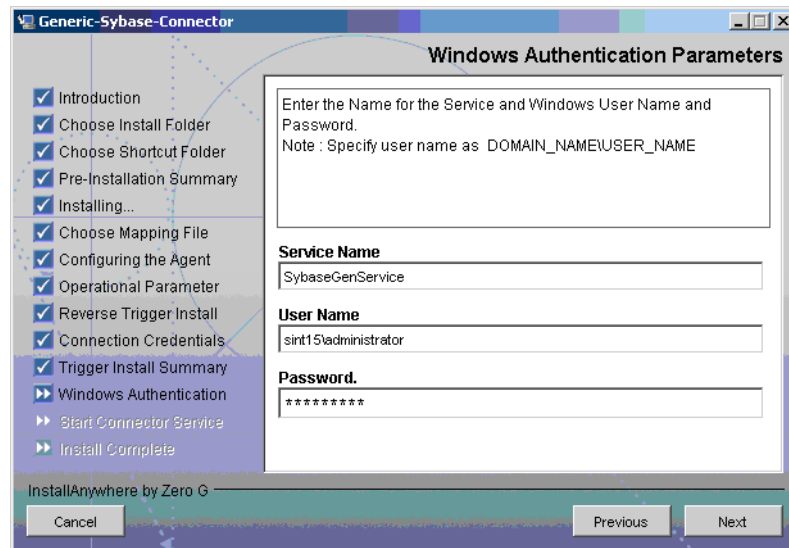 Generic-Sybase-Connector
Windows Authentication Parameters
Introduction
Choose Install Folder
Choose Shortcut Folder
Pre-Installation Summary
Installing...
Choose Mapping File
Configuring the Agent
Operational Parameter
Reverse Trigger Install
Connection Credentials
Trigger Install Summary
Windows Authentication
Start Connector Service
Install Complete
Enter the Name for the Service and Windows User Name and
Password.
Note : Specify user name as DOMAIN_NAME\USER_NAME
Service Name
SybaseGenService
User Name
sint15\administrator
Password.
*********
InstallAnywhere by Zero G
Cancel
Previous
Next